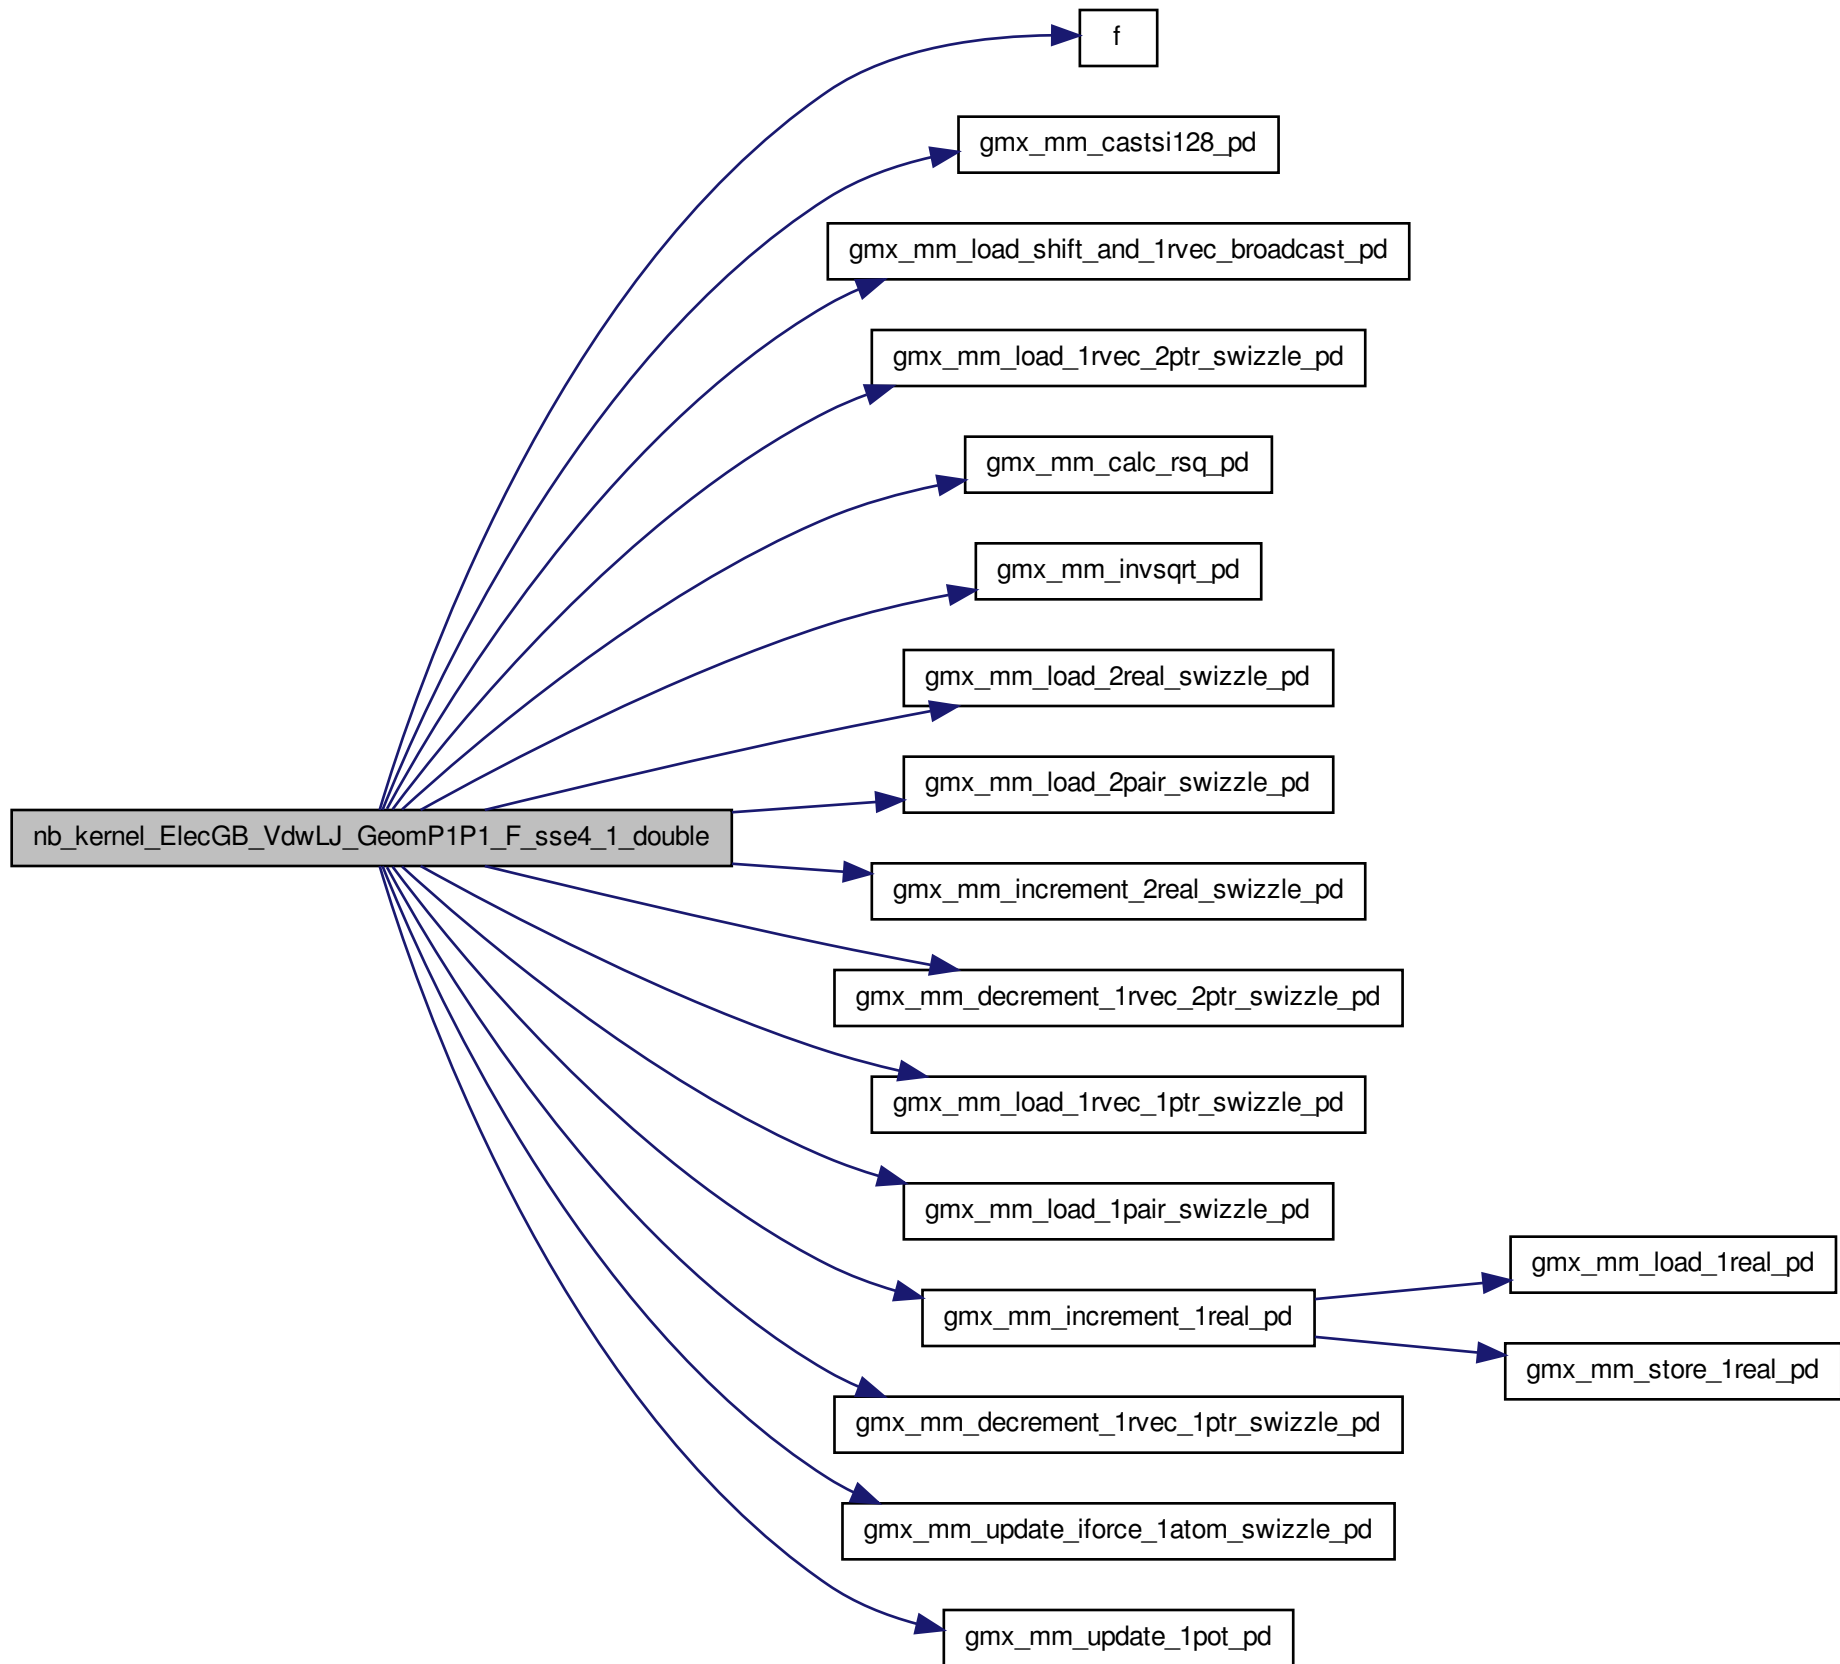 f
gmx_mm_castsi128_pd
gmx_mm_load_shift_and_1rvec_broadcast_pd
gmx_mm_load_1rvec_2ptr_swizzle_pd
gmx_mm_calc_rsq_pd
gmx_mm_invsqrt_pd
gmx_mm_load_2real_swizzle_pd
gmx_mm_load_2pair_swizzle_pd
nb_kernel_ElecGB_VdwLJ_GeomP1P1_F_sse4_1_double
gmx_mm_increment_2real_swizzle_pd
gmx_mm_decrement_1rvec_2ptr_swizzle_pd
gmx_mm_load_1rvec_1ptr_swizzle_pd
gmx_mm_load_1pair_swizzle_pd
gmx_mm_load_1real_pd
gmx_mm_increment_1real_pd
gmx_mm_store_1real_pd
gmx_mm_decrement_1rvec_1ptr_swizzle_pd
gmx_mm_update_iforce_1atom_swizzle_pd
gmx_mm_update_1pot_pd